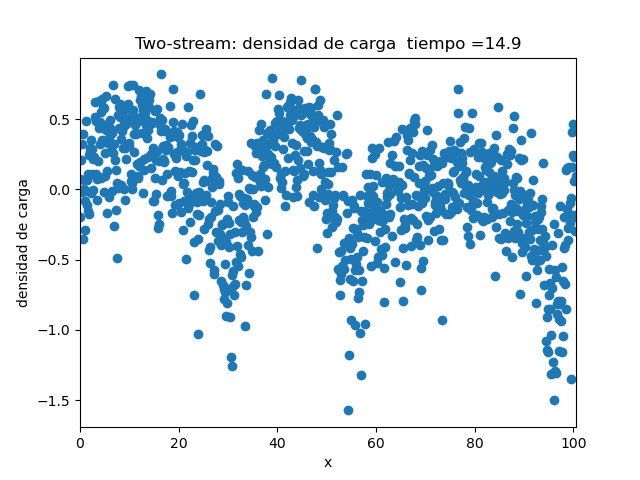 Two-stream: densidad de carga  tiempo =14.9
densidad de carga
0.5
0.0
−0.5
−1.0
−1.5
0 20 40 60 80 100
x